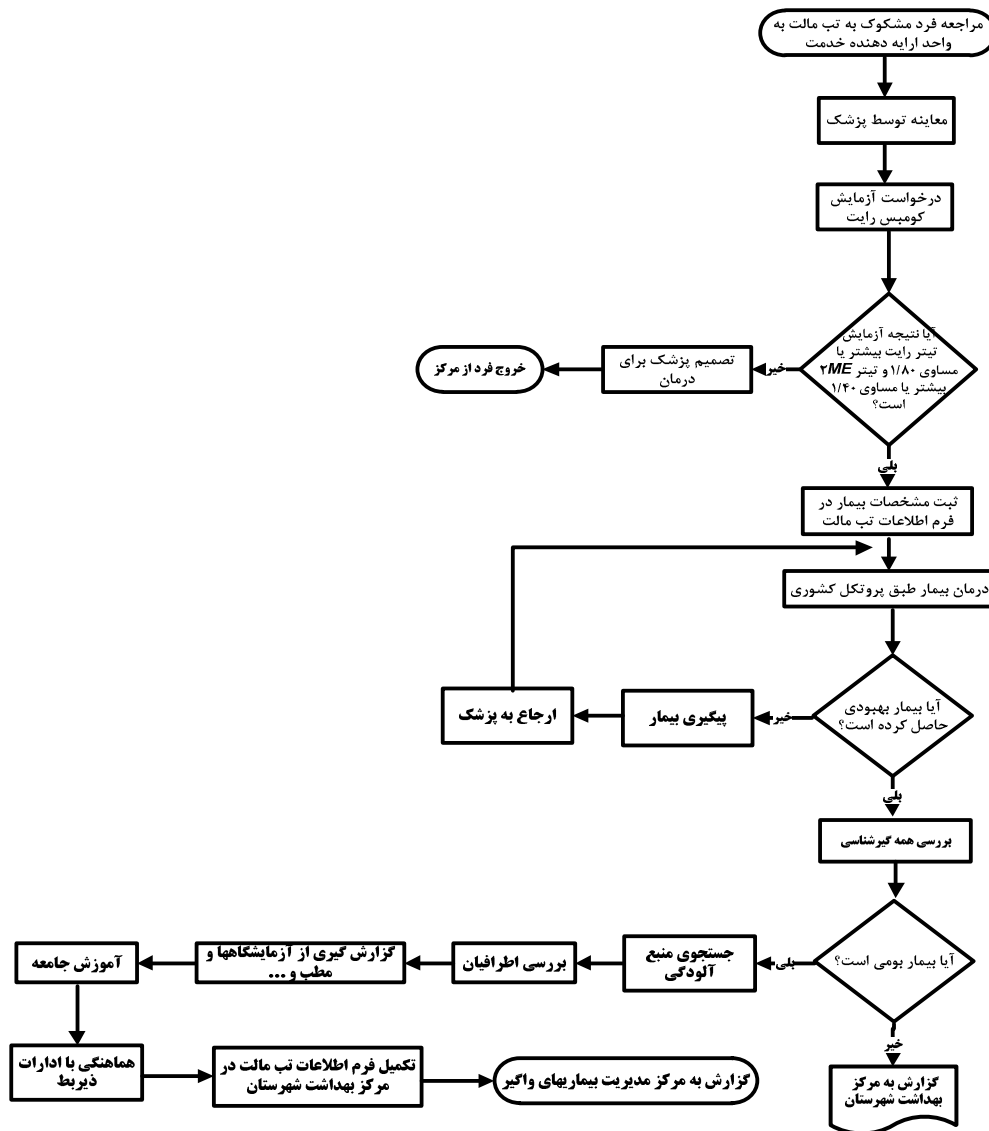 مراجعه فرد مشکوک به تب مالت به
واحد ارایه دهنده خدمت
معاینه توسط پزشک
درخواست آزمایش
کومبس رایت
آیا نتیجه آزمایش
تیتر رایت بیشتر یا
مساوی ۱/۸۰ و تیتر ۲ME
بیشتر یا مساوی ۱/۴۰
است؟
خیر
تصمیم پزشک برای
درمان
خروج فرد از مرکز
بلی
ثبت مشخصات بیمار در
فرم اطلاعات تب مالت
درمان بیمار طبق پروتکل کشوری
آیا بیمار بهبودی
حاصل کرده است؟
خیر
پیگیری بیمار
ارجاع به پزشک
بلی
بررسی همه گیرشناسی
آیا بیمار بومی است؟
بلی
جستجوی منبع
آلودگی
بررسی اطرافیان
گزارش گیری از آزمایشگاهها و
مطب و ...
آموزش جامعه
هماهنگی با ادارات
ذیربط
تکمیل فرم اطلاعات تب مالت در
مرکز بهداشت شهرستان
گزارش به مرکز مدیریت بیماریهای واگیر
خیر
گزارش به مرکز
بهداشت شهرستان